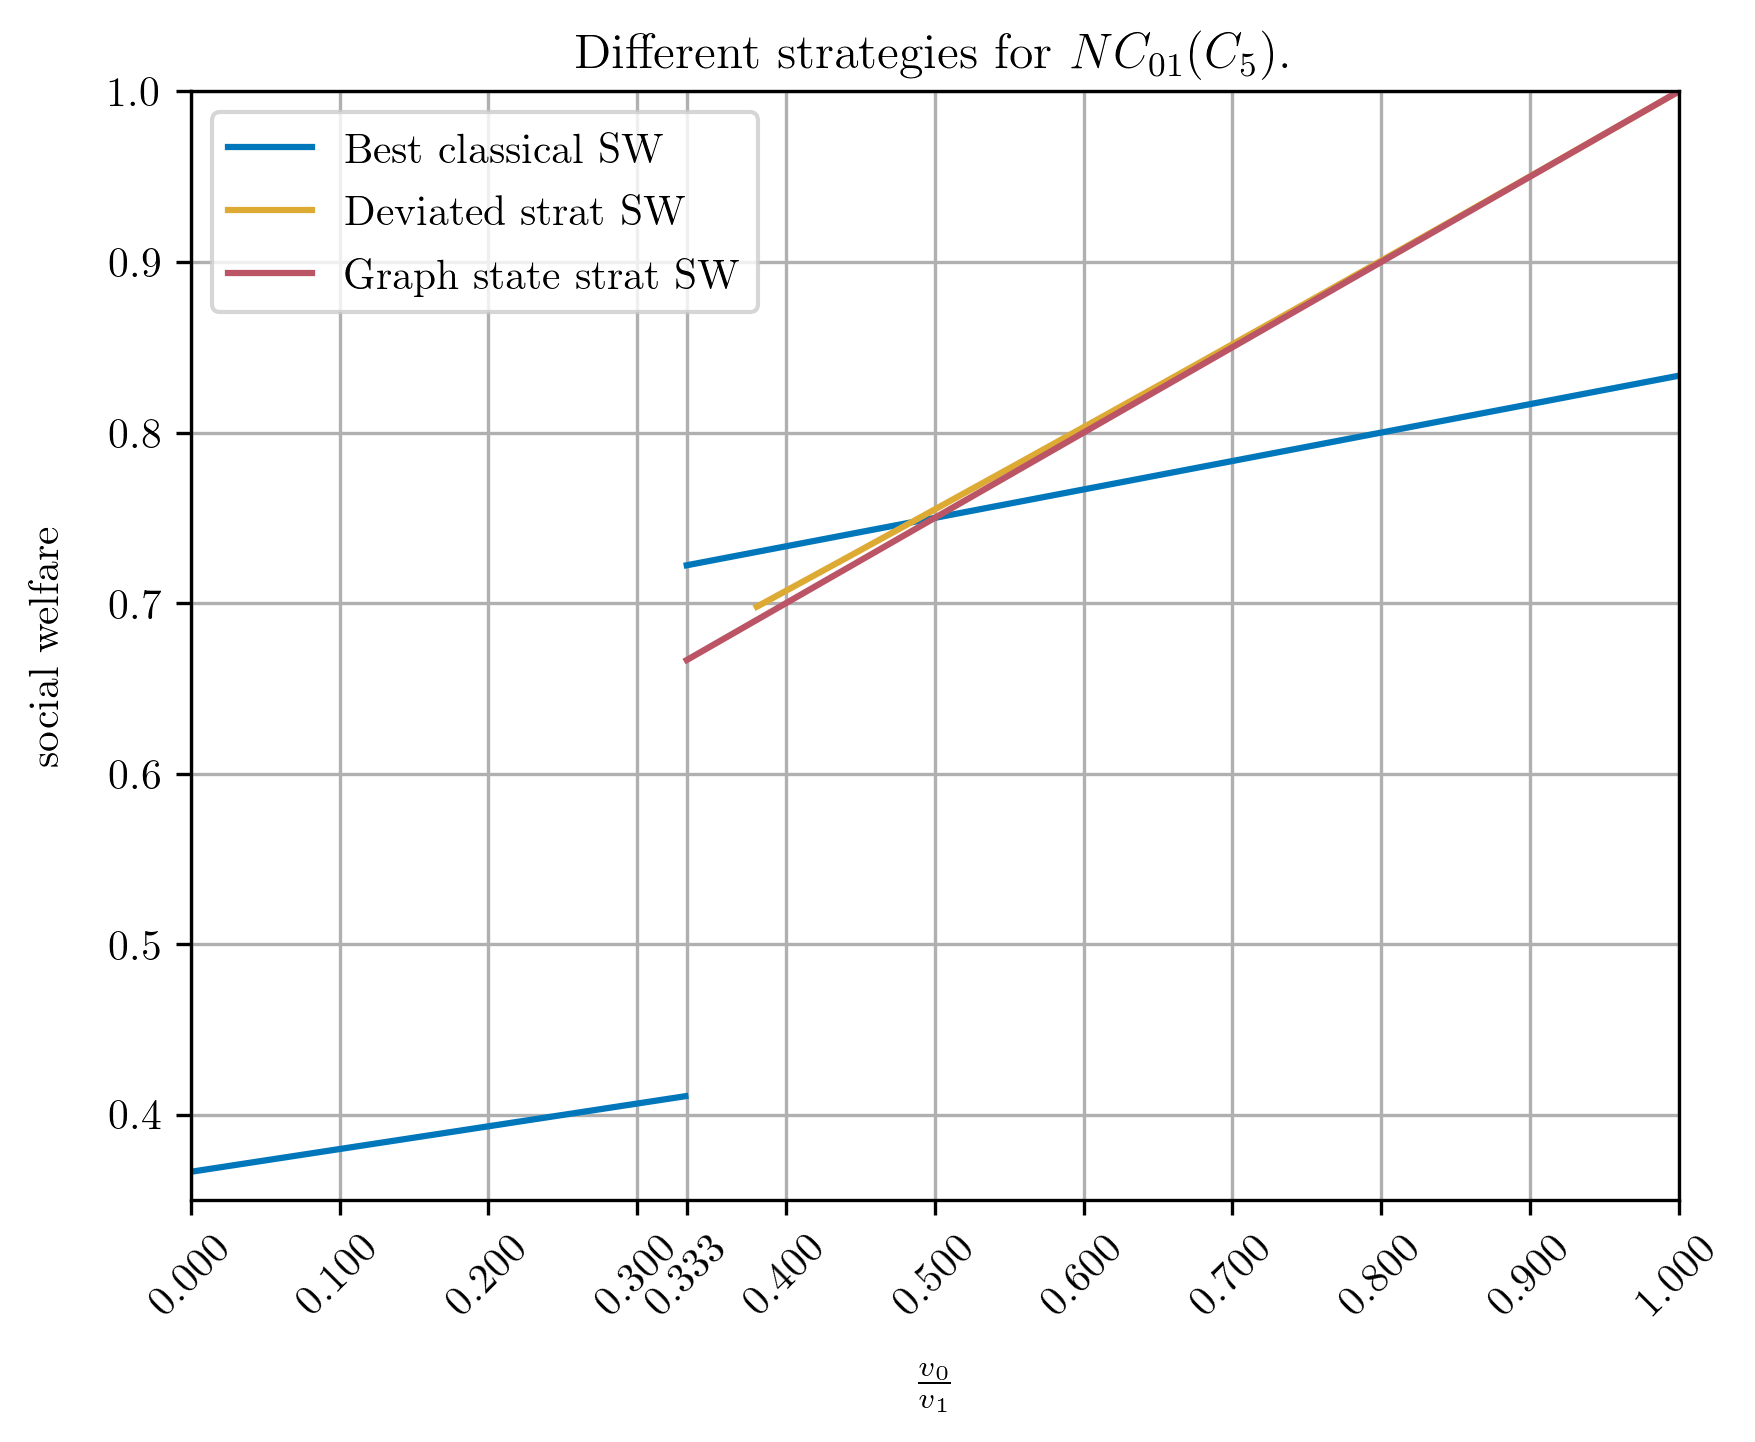 Different strategies for $NC_{01}(C_5)$.
1.0
0.9
0.8
0.7
0.6
0.5
0.4
Best classical SW
Deviated strat SW
Graph state strat SW
social welfare
0.000 0.100 0.200 0.300 0.333 0.400 0.500 0.600 0.700 0.800 0.900 1.000
$\frac{v_0}{v_1}$